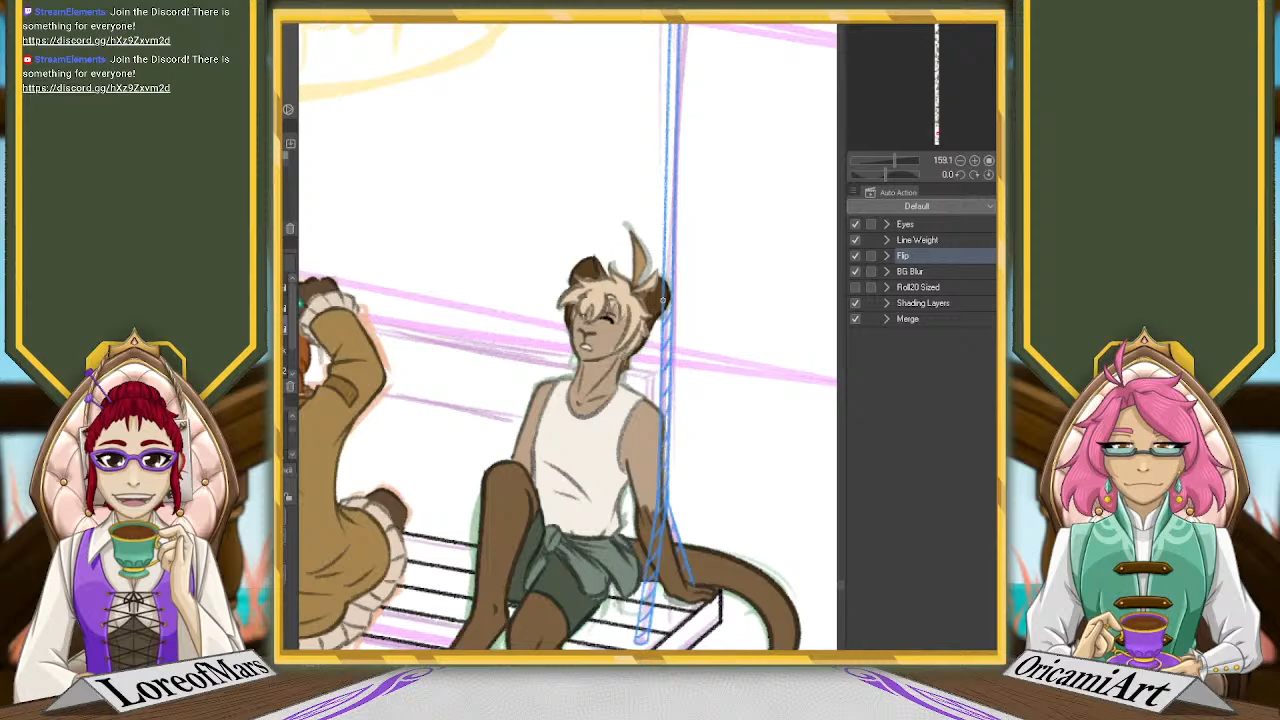 StreamElements: Join the Discord! There is
something for everyone!
https://discord.gg/hXz9Zxvm2d
StreamElements: Join the Discord! There is
something for everyone!
https://discord.gg/hXz9Zxvm2d
159.1
0.0
Auto Action
Default
Eyes
Line Weight
Flip
BG Blur
Roll20 Sized
Shading Layers
Merge
LoreofMars
OricamiArt